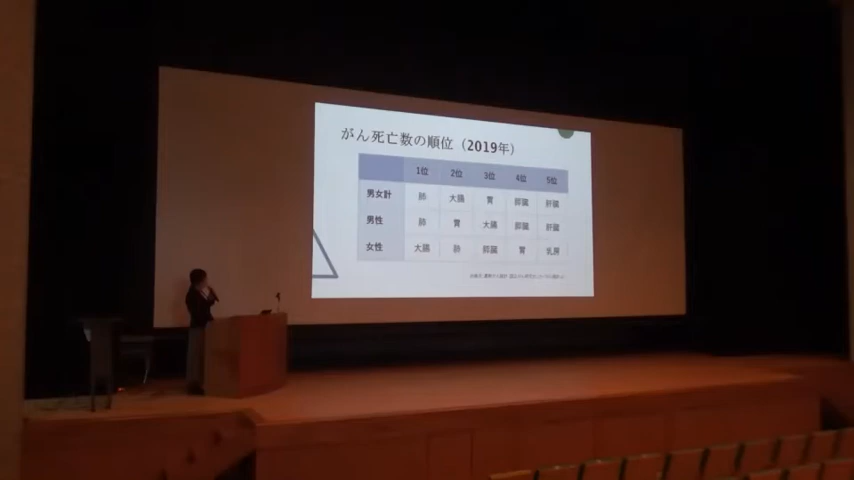 がん死亡数の順位（2019年）
1位 2位 3位 4位 5位
男女計 肺 大腸 胃 膵臓 肝臓
男性 肺 胃 大腸 膵臓 肝臓
女性 大腸 肺 膵臓 胃 乳房